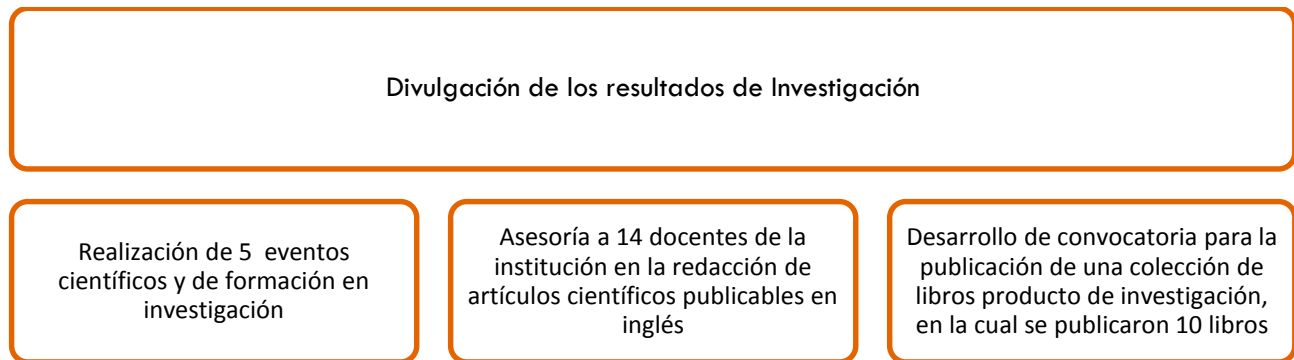 Divulgación de los resultados de Investigación
Realización de 5 eventos
científicos y de formación en
investigación
Asesoría a 14 docentes de la
institución en la redacción de
artículos científicos publicables en
inglés
Desarrollo de convocatoria para la
publicación de una colección de
libros producto de investigación,
en la cual se publicaron 10 libros